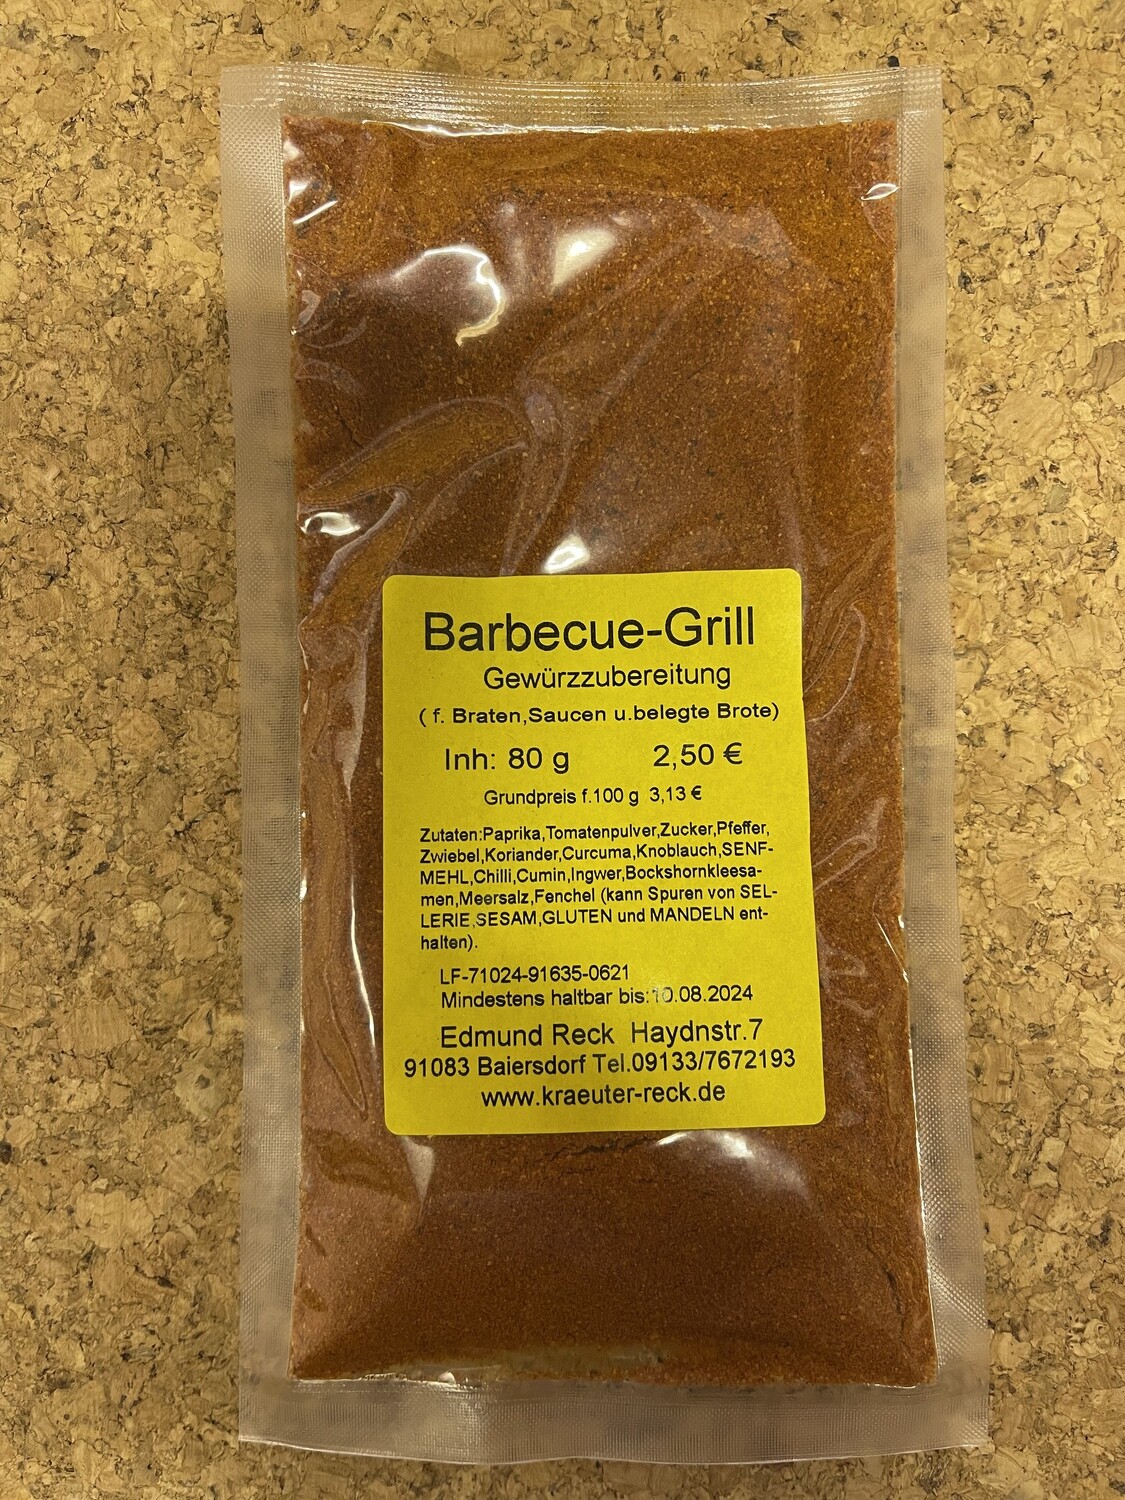 Barbecue-Grill
Gewürzzubereitung
( f. Braten,Saucen u.belegte Brote)
Inh: 80 g 2,50 €
Grundpreis f.100 g 3,13 €
Zutaten:Paprika,Tomatenpulver,Zucker,Pfeffer,
Zwiebel,Koriander,Curcuma,Knoblauch,SENF-
MEHL,Chilli,Cumin,Ingwer,Bockshornkleesa-
men,Meersalz,Fenchel (kann Spuren von SEL-
LERIE,SESAM,GLUTEN und MANDELN ent-
halten).
LF-71024-91635-0621
Mindestens haltbar bis:10.08.2024
Edmund Reck Haydnstr.7
91083 Baiersdorf Tel.09133/7672193
www.kraeuter-reck.de